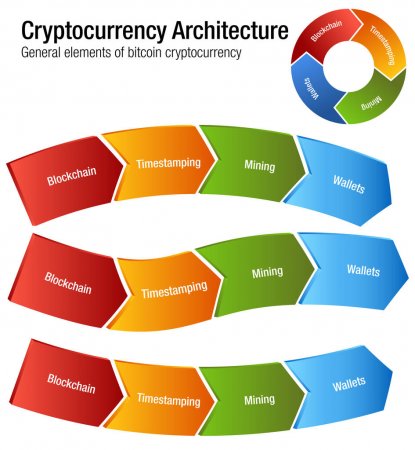 Cryptocurrency Architecture
General elements of bitcoin cryptocurrency
Blockchain
Timestamping
Mining
Wallets
Blockchain
Timestamping
Mining
Wallets
Blockchain
Timestamping
Mining
Wallets
Blockchain
Timestamping
Mining
Wallets